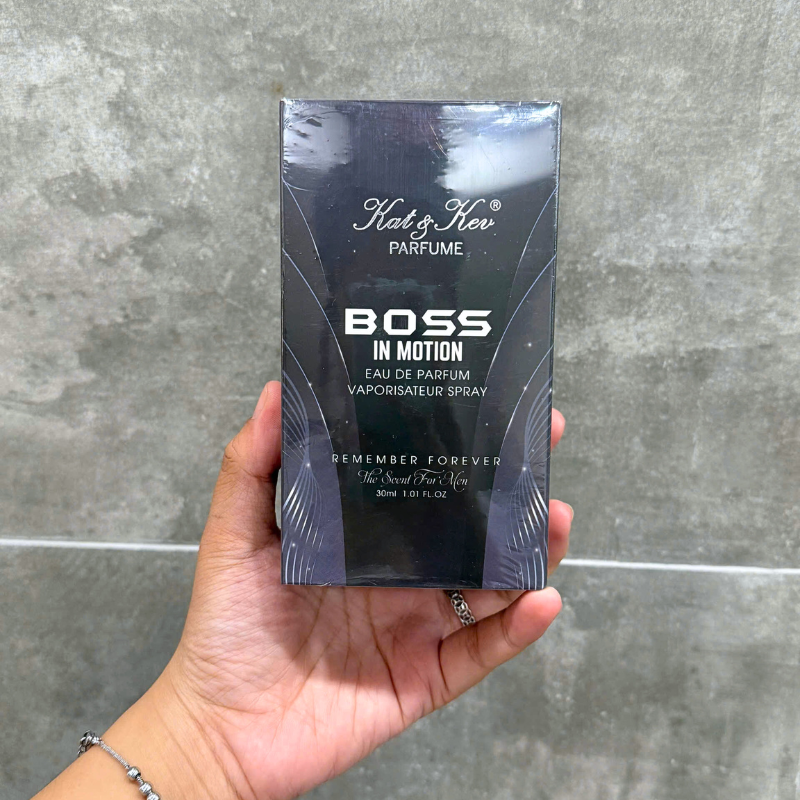 Kat & Kev®
PARFUME
BOSS
IN MOTION
EAU DE PARFUM
VAPORISATEUR SPRAY
REMEMBER FOREVER
The Scent For Men
30ml 1.01 FL.OZ